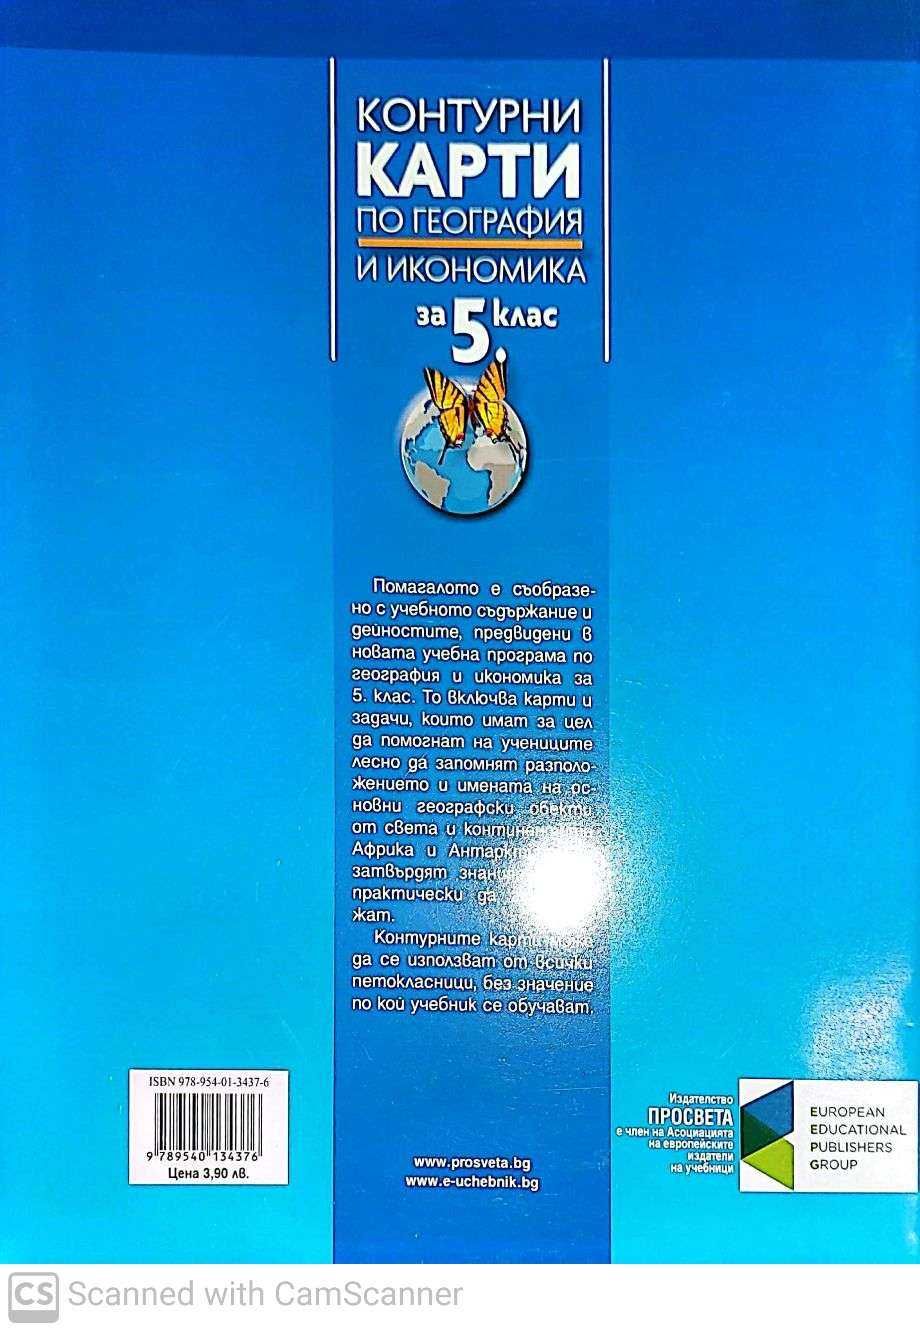 КОНТУРНИ
КАРТИ
ПО ГЕОГРАФИЯ
И ИКОНОМИКА
за 5. клас
Помагалото е съобразе-
но с учебното съдържание и
дейностите, предвидени в
новата учебна програма по
география и икономика за
5. клас. То включва карти и
задачи, които имат за цел
да помогнат на учениците
лесно да запомнят разполо-
жението и имената на ос-
новни географски обекти
от света и
Африка и
затвърдят
практически да
жат.
Контурните
да се използват от всички
петокласници, без значение
по кой учебник се обучават.
ISBN 978-954-01-3437-6
9 789540 134376
Цена 3,90 лв.
www.prosveta.bg
www.e-uchebnik.bg
Издателство
ПРОСВЕТА
е член на Асоциацията
на европейските
издатели
на учебници
EUROPEAN
EDUCATIONAL
PUBLISHERS
GROUP
CS Scanned with CamScanner